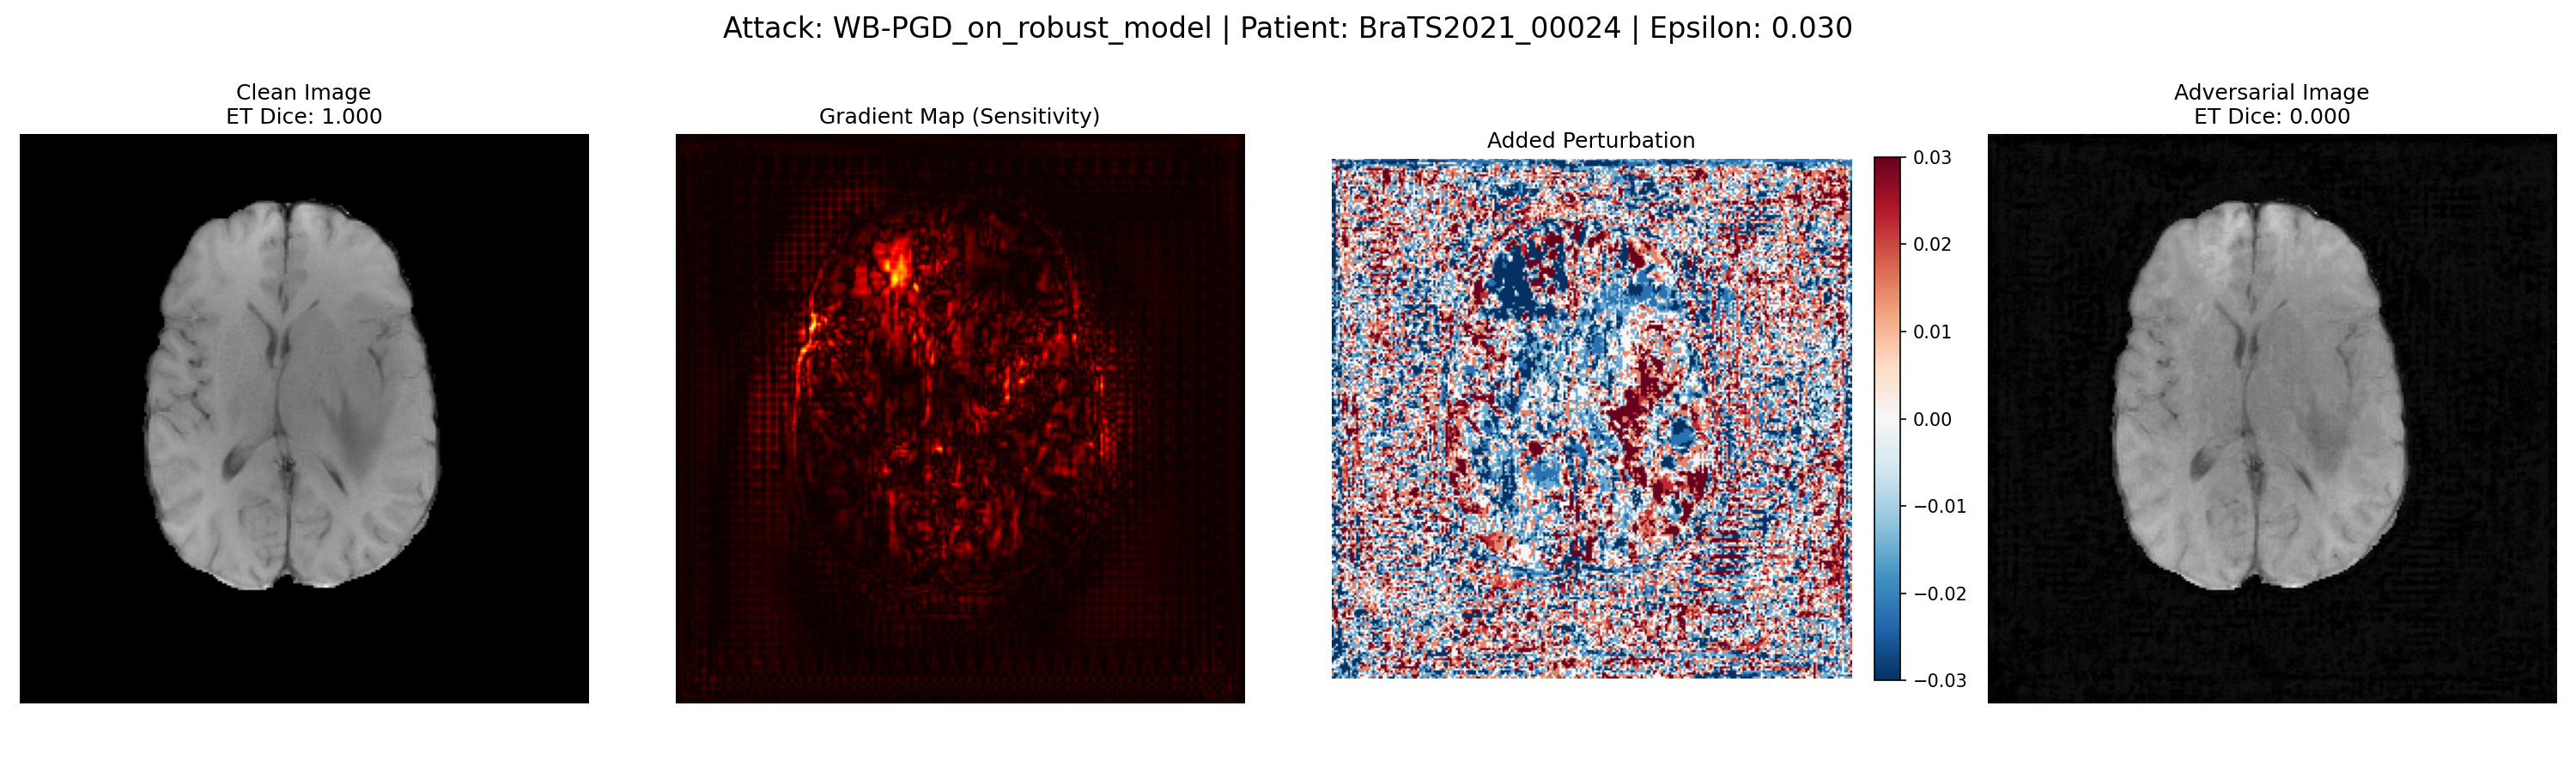 Attack: WB-PGD_on_robust_model | Patient: BraTS2021_00024 | Epsilon: 0.030
Clean Image
ET Dice: 1.000
Gradient Map (Sensitivity)
Added Perturbation
0.03
0.02
0.01
0.00
−0.01
−0.02
−0.03
Adversarial Image
ET Dice: 0.000